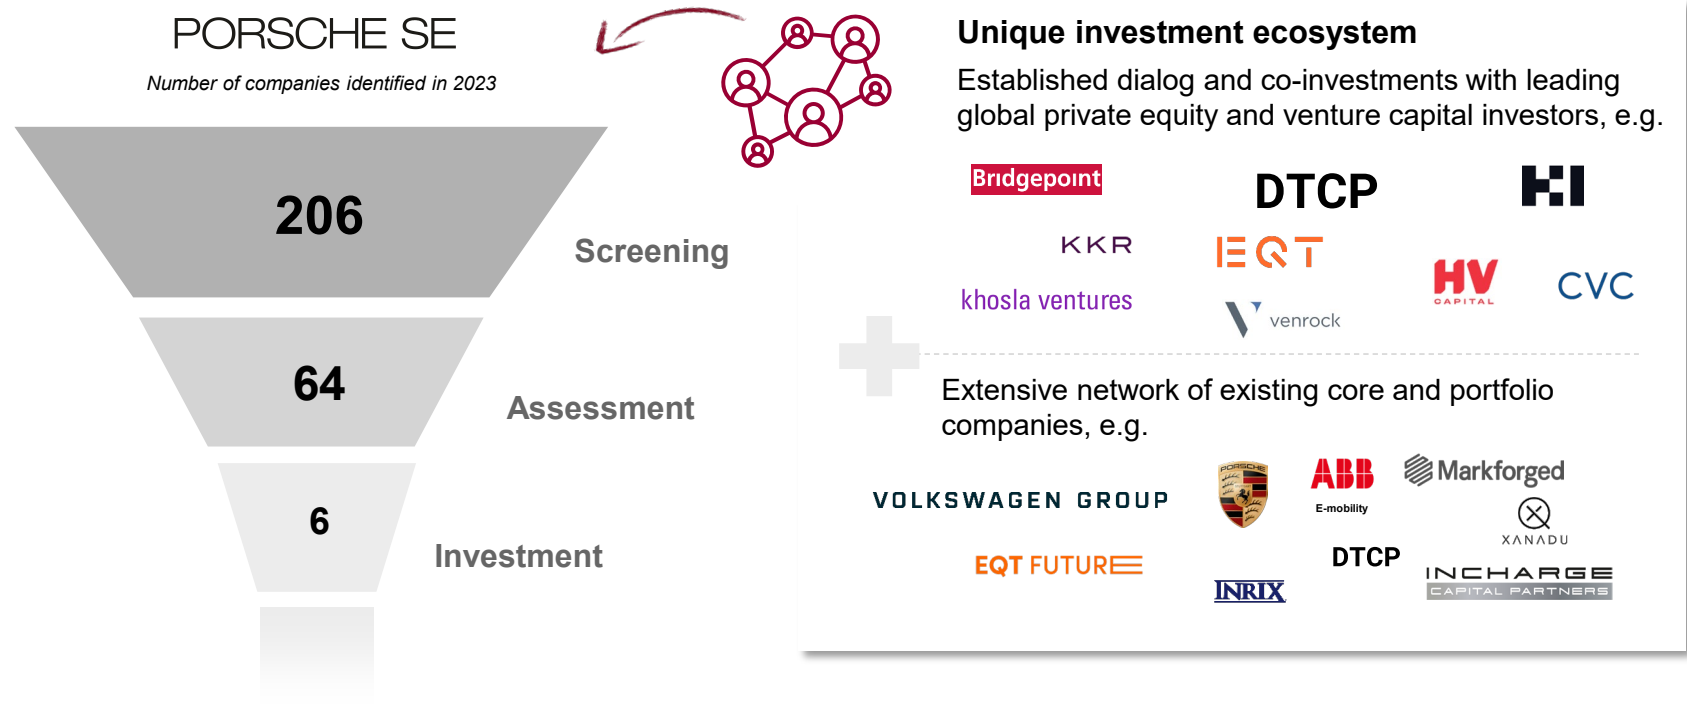 PORSCHE SE
Number of companies identified in 2023
206
Screening
64
Assessment
6
Investment
Unique investment ecosystem
Established dialog and co-investments with leading
global private equity and venture capital investors, e.g.
Bridgepoint
DTCP
KKR
EQT
HV
CAPITAL
CVC
khosla ventures
venrock
Extensive network of existing core and portfolio
companies, e.g.
VOLKSWAGEN GROUP
PORSCHE
ABB
E-mobility
Markforged
XANADU
EQT FUTURE
DTCP
INRIX
INCHARGE
CAPITAL PARTNERS